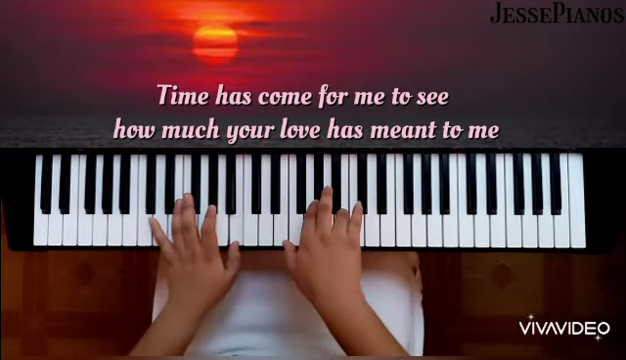 JESSEPIANOS
Time has come for me to see
how much your love has meant to me
VIVAVIDEO